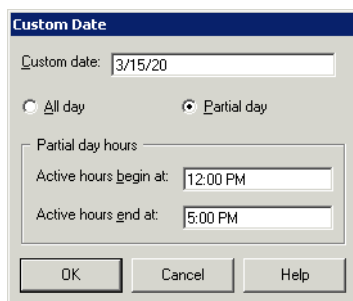 Custom Date
Custom date: 3/15/20
All day Partial day
Partial day hours
Active hours begin at: 12:00 PM
Active hours end at: 5:00 PM
OK Cancel Help